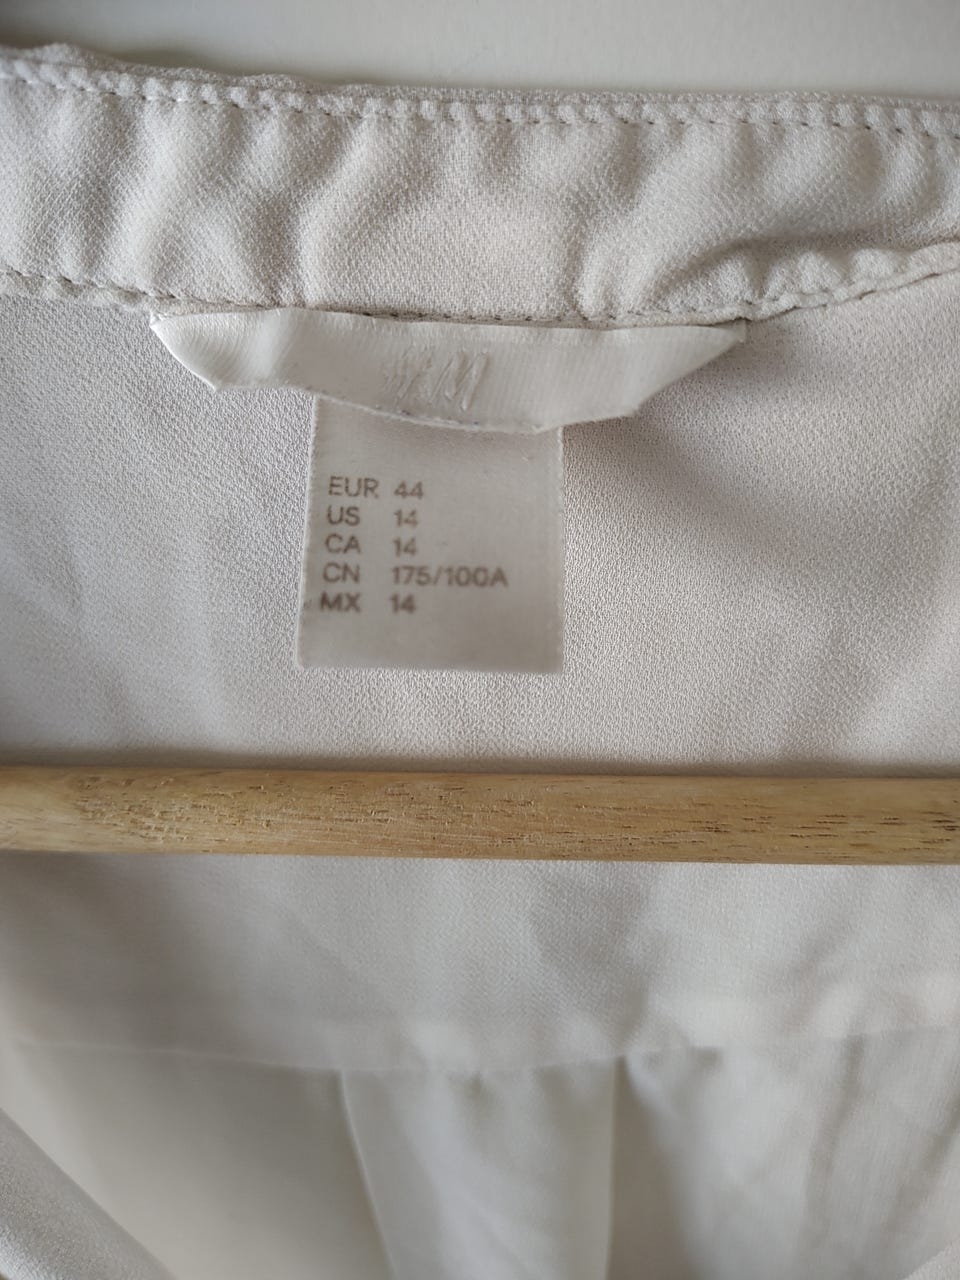 H&M
EUR 44
US 14
CA 14
CN 175/100A
MX 14